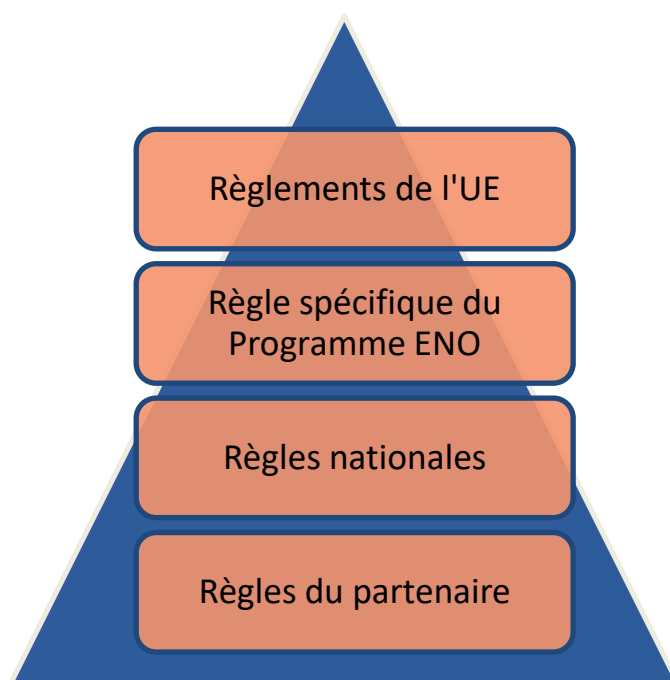 Règlements de l'UE
Règle spécifique du
Programme ENO
Règles nationales
Règles du partenaire